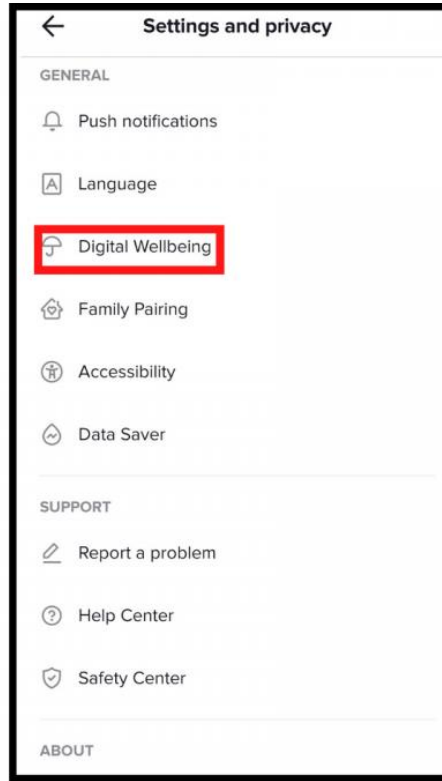 Settings and privacy
GENERAL
Push notifications
A Language
Digital Wellbeing
Family Pairing
Accessibility
Data Saver
SUPPORT
Report a problem
? Help Center
Safety Center
ABOUT